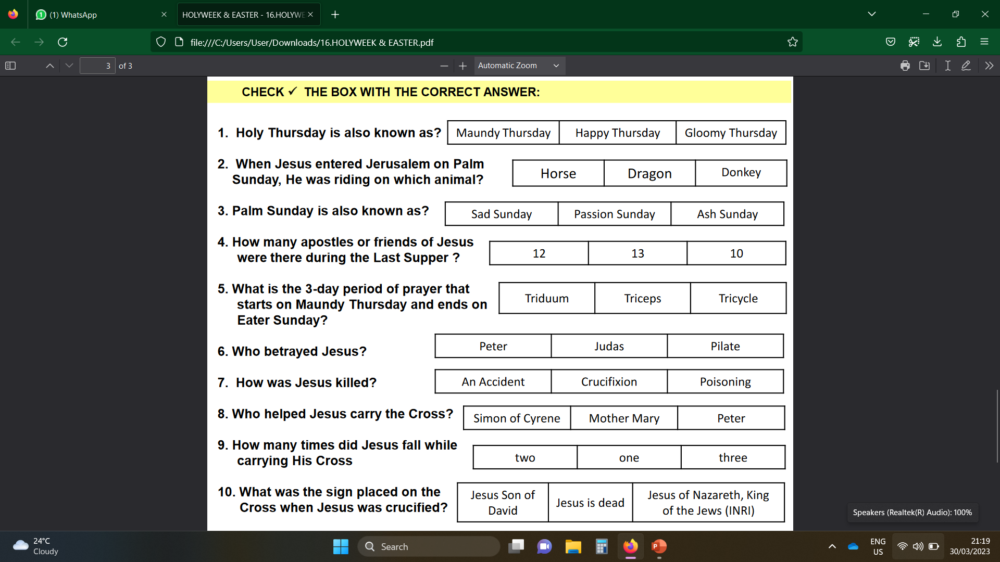 (1) WhatsApp
HOLYWEEK & EASTER - 16.HOLYWE
file:///C:/Users/User/Downloads/16.HOLYWEEK & EASTER.pdf
3 of 3
Automatic Zoom
CHECK ✓ THE BOX WITH THE CORRECT ANSWER:
1. Holy Thursday is also known as?
Maunday Thursday Happy Thursday Gloomy Thursday
2. When Jesus entered Jerusalem on Palm
Sunday, He was riding on which animal?
Horse Dragon Donkey
3. Palm Sunday is also known as?
Sad Sunday Passion Sunday Ash Sunday
4. How many apostles or friends of Jesus
were there during the Last Supper ?
12 13 10
5. What is the 3-day period of prayer that
starts on Maundy Thursday and ends on
Eater Sunday?
Triduum Triceps Tricycle
6. Who betrayed Jesus?
Peter Judas Pilate
7. How was Jesus killed?
An Accident Crucifixion Poisoning
8. Who helped Jesus carry the Cross?
Simon of Cyrene Mother Mary Peter
9. How many times did Jesus fall while
carrying His Cross
two one three
10. What was the sign placed on the
Cross when Jesus was crucified?
Jesus Son of
David
Jesus is dead
Jesus of Nazareth, King
of the Jews (INRI)
Speakers (Realtek(R) Audio): 100%
24°C
Cloudy
Search
ENG
US
21:19
30/03/2023